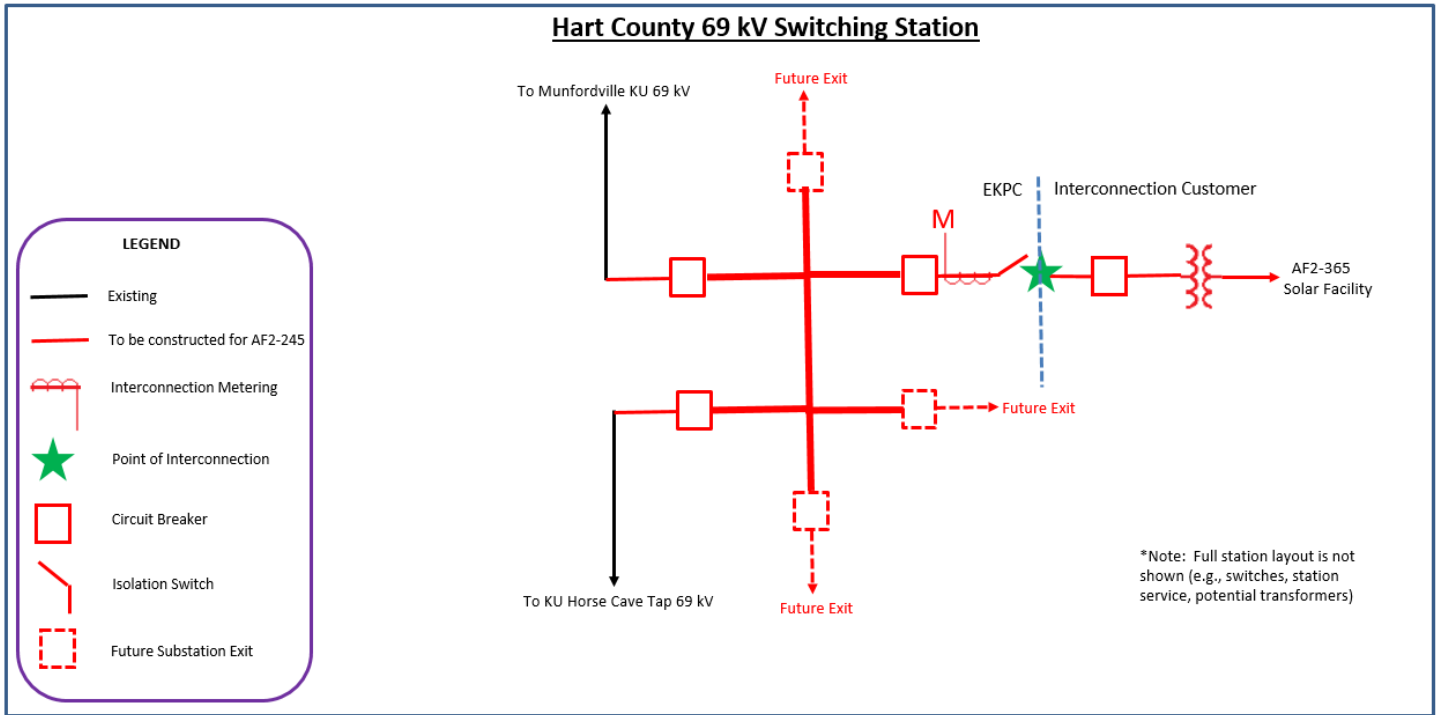 Hart County 69 kV Switching Station
Future Exit
To Munfordville KU 69 kV
EKPC
Interconnection Customer
M
AF2-365
Solar Facility
Future Exit
To KU Horse Cave Tap 69 kV
Future Exit
*Note: Full station layout is not
shown (e.g., switches, station
service, potential transformers)
LEGEND
Existing
To be constructed for AF2-245
Interconnection Metering
Point of Interconnection
Circuit Breaker
Isolation Switch
Future Substation Exit